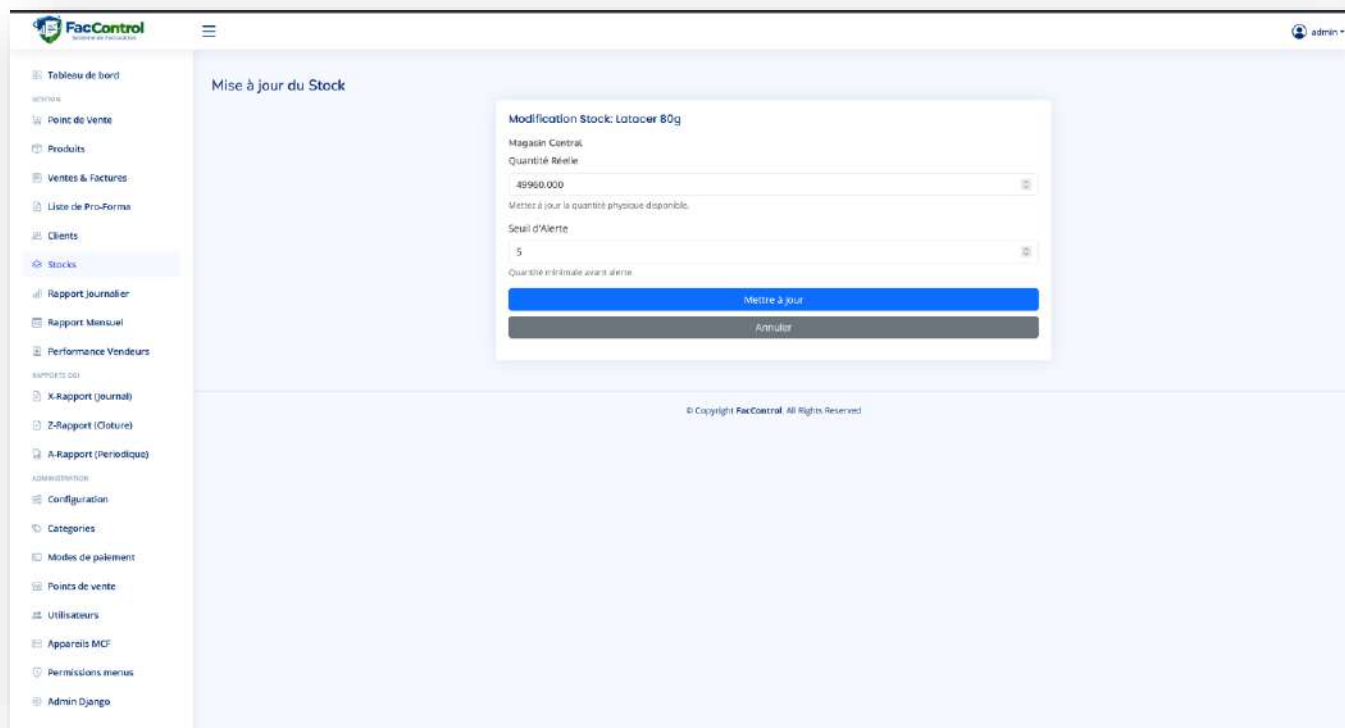 FacControl
admin
Tableau de bord
GESTION
Point de Vente
Produits
Ventes & Factures
Liste de Pro-Forma
Clients
Stocks
Rapport Journalier
Rapport Mensuel
Performance Vendeurs
RAPPORTS DGI
X-Rapport (Journal)
Z-Rapport (Cloture)
A-Rapport (Periodique)
ADMINISTRATION
Configuration
Categories
Modes de paiement
Points de vente
Utilisateurs
Appareils MCF
Permissions menus
Admin Django
Mise à jour du Stock
Modification Stock: Latacer 80g
Magasin Central
Quantité Réelle
49960.000
Mettez à jour la quantité physique disponible.
Seuil d'Alerte
5
Quantité minimale avant alerte.
Mettre à jour
Annuler
© Copyright FacControl. All Rights Reserved